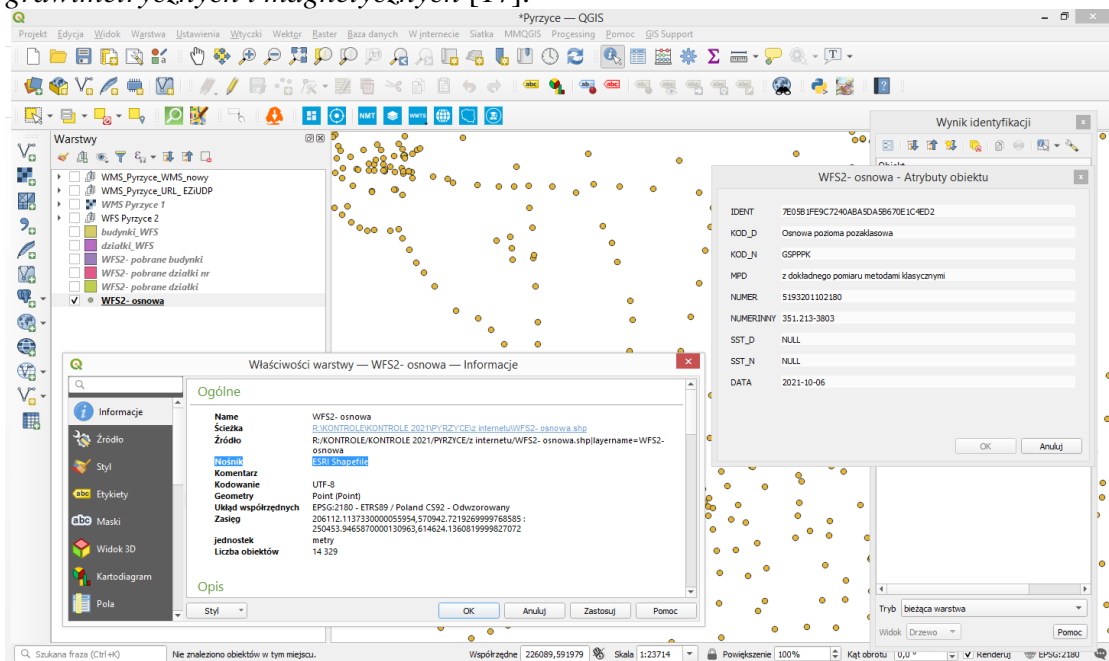 grawimetrycznych i magnetycznych [17].
*Pyrzyce — QGIS
Projekt Edycja Widok Warstwa Ustawienia Wtyczki Wektor Raster Baza danych W internecie Siatka MMQGIS Processing Pomoc GIS Support
Warstwy
WMS_Pyrzyce_WMS_nowy
WMS_Pyrzyce_URL_ EZiUDP
WMS Pyrzyce 1
WFS Pyrzyce 2
budynki_WFS
działki_WFS
WFS2- pobrane budynki
WFS2- pobrane działki nr
WFS2- pobrane działki
WFS2- osnowa
Wynik identyfikacji
WFS2- osnowa - Atrybuty obiektu
IDENT 7E05B1FE9C7240ABA5DA5B670E1C4ED2
KOD_D Osnowa pozioma pozaklasowa
KOD_N GSPPPK
MPD z dokładnego pomiaru metodami klasycznymi
NUMER 5193201102180
NUMERINNY 351.213-3803
SST_D NULL
SST_N NULL
DATA 2021-10-06
OK Anuluj
Właściwości warstwy — WFS2- osnowa — Informacje
Informacje
Źródło
Styl
Etykiety
Maski
Widok 3D
Kartodiagram
Pola
Ogólne
Name WFS2- osnowa
Ścieżka R:\KONTROLE\KONTROLE 2021\PYRZYCE\z internetu\WFS2- osnowa.shp
Źródło R:/KONTROLE/KONTROLE 2021/PYRZYCE/z internetu/WFS2- osnowa.shp|layername=WFS2-
osnowa
Nośnik ESRI Shapefile
Komentarz
Kodowanie UTF-8
Geometry Point (Point)
Układ współrzędnych EPSG:2180 - ETRS89 / Poland CS92 - Odwzorowany
Zasięg 206112.1137330000055954,570942.7219269999768585 :
250453.9465870000130963,614624.1360819999827072
jednostek metry
Liczba obiektów 14 329
Opis
Styl OK Anuluj Zastosuj Pomoc
Tryb bieżąca warstwa
Widok Drzewo Pomoc
Szukana fraza (Ctrl+K) Nie znaleziono obiektów w tym miejscu. Współrzędne 226089,591979 Skala 1:23714 Powiększenie 100% Kąt obrotu 0,0 ° Renderuj EPSG:2180